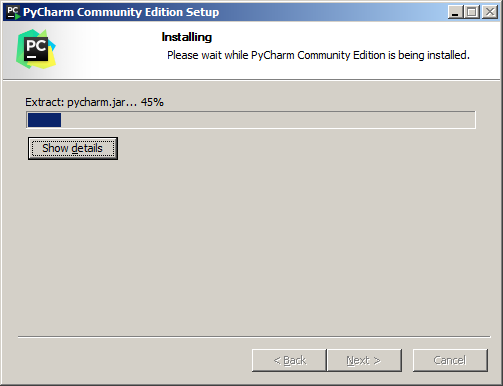 PC PyCharm Community Edition Setup
PC
Installing
Please wait while PyCharm Community Edition is being installed.
Extract: pycharm.jar... 45%
Show details
< Back
Next >
Cancel